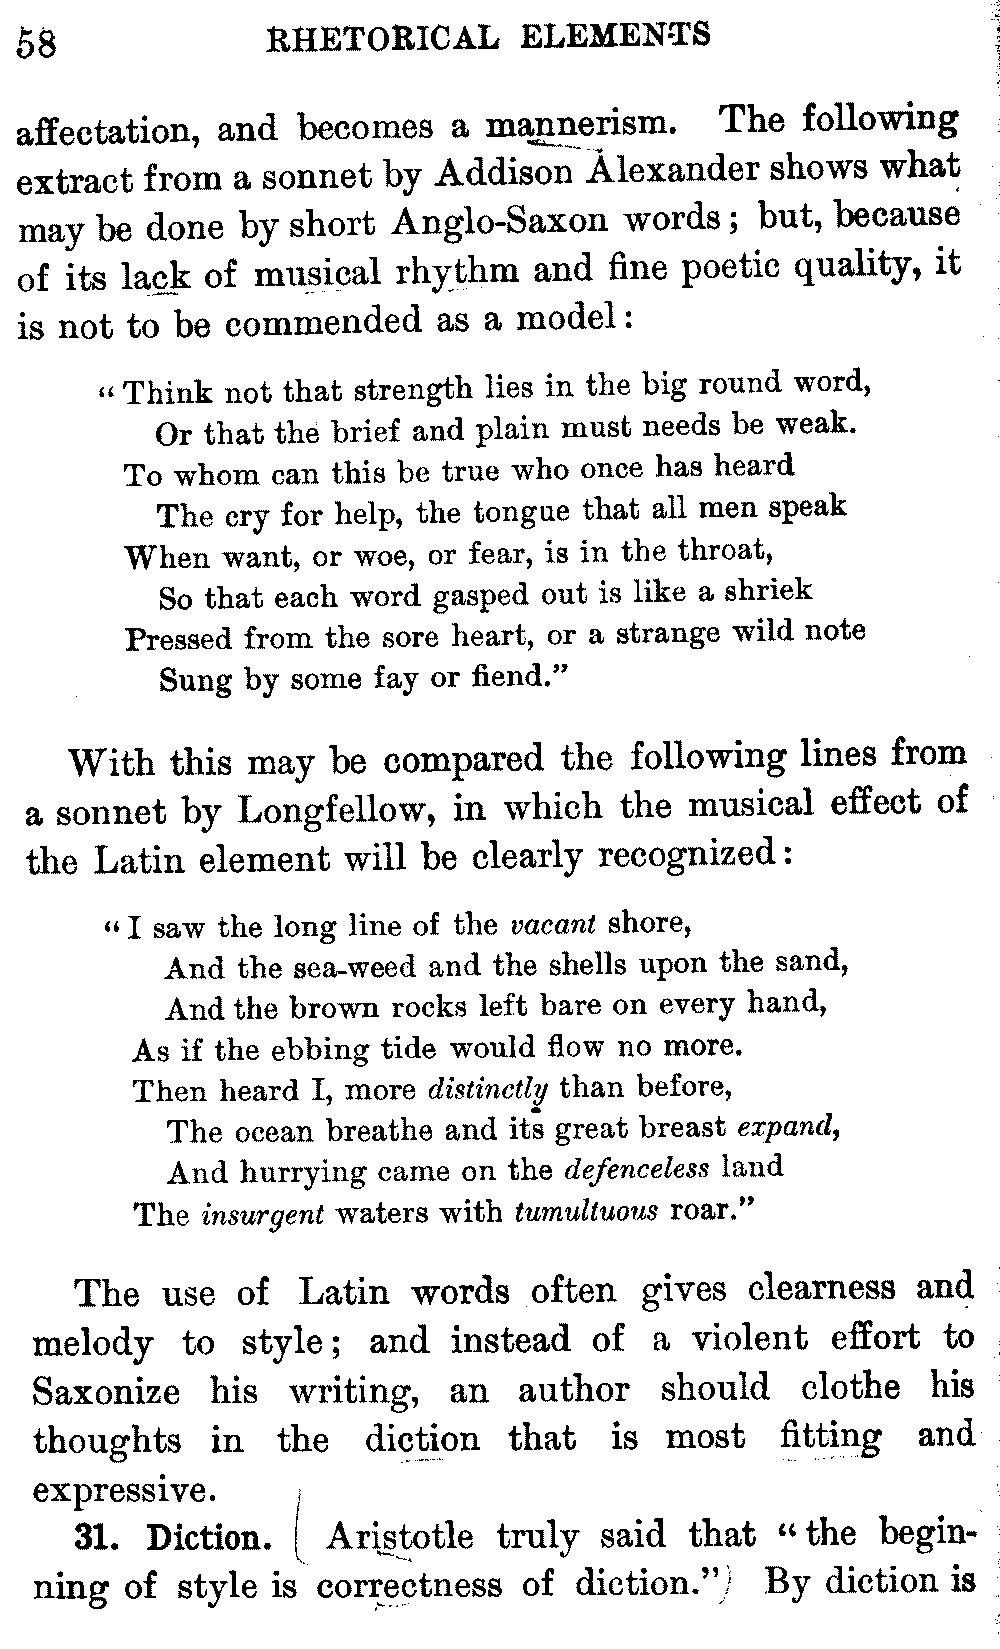 58 RHETORICAL ELEMENTS
affectation, and becomes a mannerism. The following
extract from a sonnet by Addison Alexander shows what
may be done by short Anglo-Saxon words; but, because
of its lack of musical rhythm and fine poetic quality, it
is not to be commended as a model:
“Think not that strength lies in the big round word,
Or that the brief and plain must needs be weak.
To whom can this be true who once has heard
The cry for help, the tongue that all men speak
When want, or woe, or fear, is in the throat,
So that each word gasped out is like a shriek
Pressed from the sore heart, or a strange wild note
Sung by some fay or fiend.”
With this may be compared the following lines from
a sonnet by Longfellow, in which the musical effect of
the Latin element will be clearly recognized:
“I saw the long line of the vacant shore,
And the sea-weed and the shells upon the sand,
And the brown rocks left bare on every hand,
As if the ebbing tide would flow no more.
Then heard I, more distinctly than before,
The ocean breathe and its great breast expand,
And hurrying came on the defenceless land
The insurgent waters with tumultuous roar.”
The use of Latin words often gives clearness and
melody to style; and instead of a violent effort to
Saxonize his writing, an author should clothe his
thoughts in the diction that is most fitting and
expressive.
31. Diction. Aristotle truly said that “the begin-
ning of style is correctness of diction.” By diction is